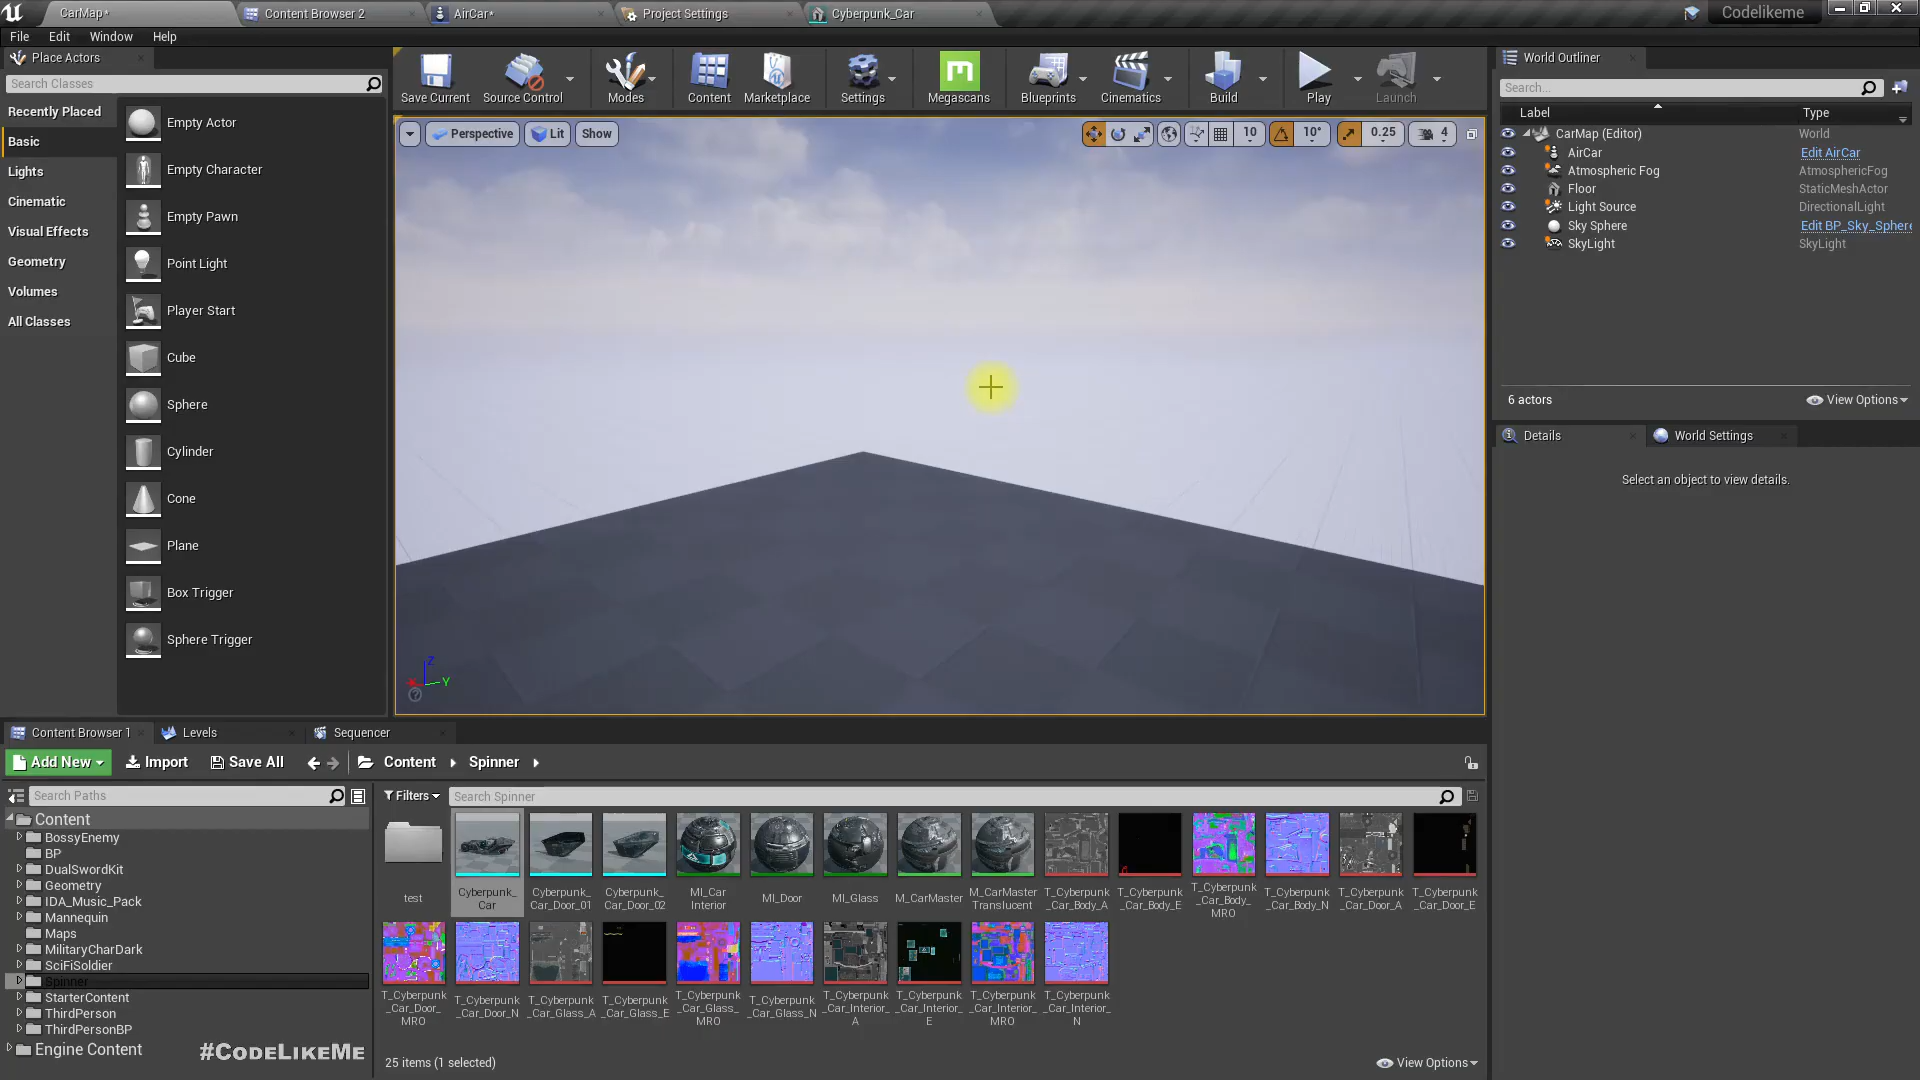 CarMap*
Content Browser 2
AirCar*
Project Settings
Cyberpunk_Car
Codelikeme
File
Edit
Window
Help
Place Actors
Search Classes
Recently Placed
Basic
Lights
Cinematic
Visual Effects
Geometry
Volumes
All Classes
Empty Actor
Empty Character
Empty Pawn
Point Light
Player Start
Cube
Sphere
Cylinder
Cone
Plane
Box Trigger
Sphere Trigger
Save Current
Source Control
Modes
Content
Marketplace
Settings
Megascans
Blueprints
Cinematics
Build
Play
Launch
Perspective
Lit
Show
10
10°
0.25
4
Z
Y
World Outliner
Search...
Label
Type
CarMap (Editor)
World
AirCar
Edit AirCar
Atmospheric Fog
AtmosphericFog
Floor
StaticMeshActor
Light Source
DirectionalLight
Sky Sphere
Edit BP_Sky_Sphere
SkyLight
SkyLight
6 actors
View Options
Details
World Settings
Select an object to view details.
Content Browser 1
Levels
Sequencer
Add New
Import
Save All
Content
Spinner
Search Paths
Filters
Search Spinner
Content
BossyEnemy
BP
DualSwordKit
Geometry
IDA_Music_Pack
Mannequin
Maps
MilitaryCharDark
SciFiSoldier
Spinner
StarterContent
ThirdPerson
ThirdPersonBP
Engine Content
#CodeLikeMe
test
Cyberpunk_
Car
Cyberpunk_
Car_Door_01
Cyberpunk_
Car_Door_02
MI_Car
Interior
MI_Door
MI_Glass
M_CarMaster
M_CarMaster
Translucent
T_Cyberpunk
_Car_Body_A
T_Cyberpunk
_Car_Body_E
T_Cyberpunk
_Car_Body_
MRO
T_Cyberpunk
_Car_Body_N
T_Cyberpunk
_Car_Door_A
T_Cyberpunk
_Car_Door_E
T_Cyberpunk
_Car_Door_
MRO
T_Cyberpunk
_Car_Door_N
T_Cyberpunk
_Car_Glass_A
T_Cyberpunk
_Car_Glass_E
T_Cyberpunk
_Car_Glass_
MRO
T_Cyberpunk
_Car_Glass_N
T_Cyberpunk
_Car_Interior_
A
T_Cyberpunk
_Car_Interior_
E
T_Cyberpunk
_Car_Interior_
MRO
T_Cyberpunk
_Car_Interior_
N
25 items (1 selected)
View Options